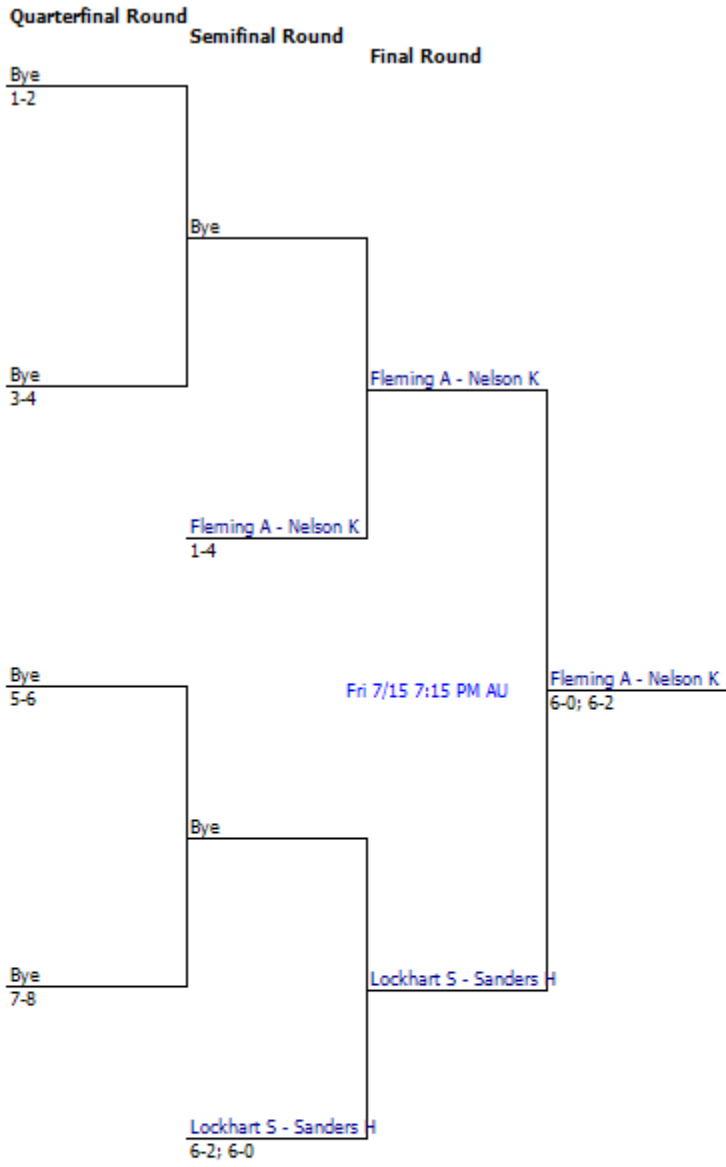 Quarterfinal Round
Semifinal Round
Final Round
Bye
1-2
Bye
Bye
3-4
Fleming A - Nelson K
Fleming A - Nelson K
1-4
Bye
5-6
Fri 7/15 7:15 PM AU
Fleming A - Nelson K
6-0; 6-2
Bye
Bye
7-8
Lockhart S - Sanders H
Lockhart S - Sanders H
6-2; 6-0